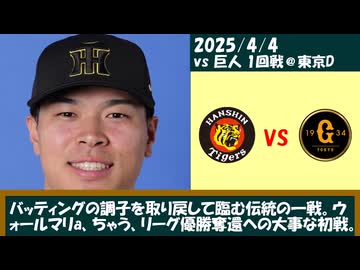 2025/4/4
vs 巨人 1回戦@東京D
HT
HANSHIN
Tigers
VS
19 G 34
TOKYO
バッティングの調子を取り戻して臨む伝統の一戦。ウ
ォールマリa、ちゃう、リーグ優勝奪還への大事な初戦。